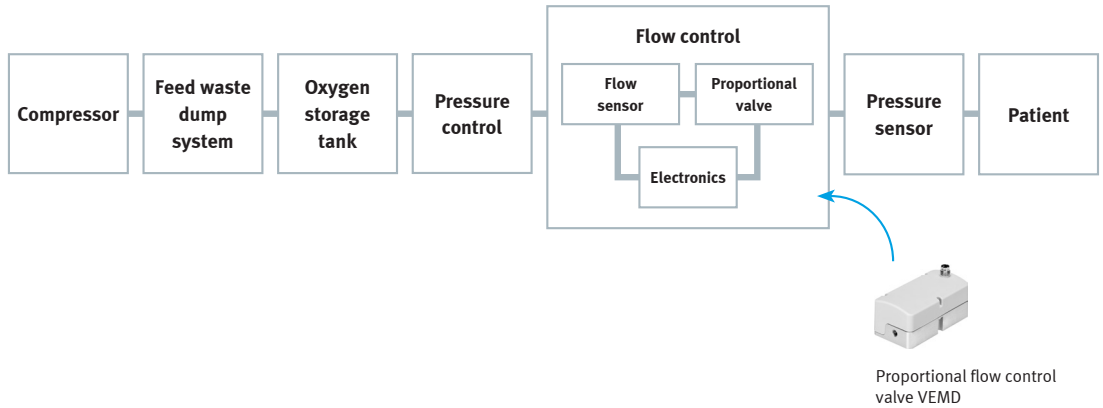 Compressor
Feed waste
dump
system
Oxygen
storage
tank
Pressure
control
Flow control
Flow
sensor
Proportional
valve
Electronics
Pressure
sensor
Patient
Proportional flow control
valve VEMD